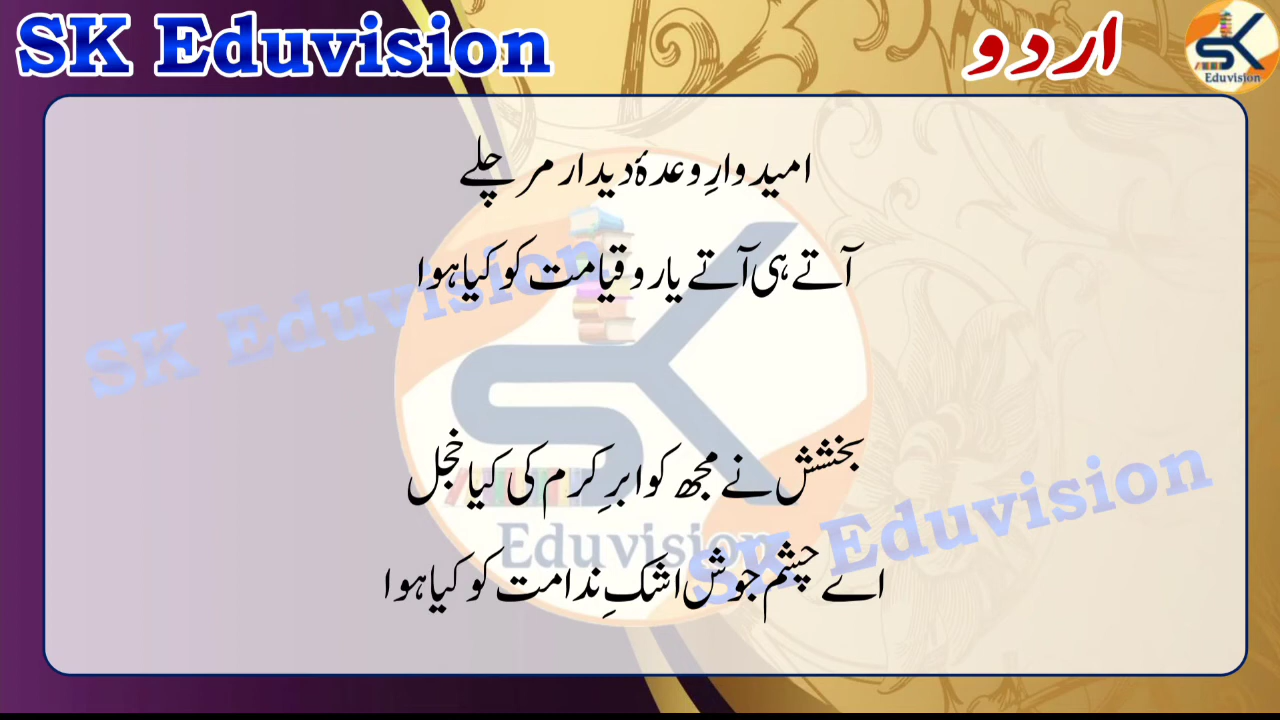 SK Eduvision
اردو
SK
Eduvision
امیدوارِ وعدۂ دیدار مر چلے
آتے ہی آتے یارو قیامت کو کیا ہوا
SK Eduvision
بخشش نے مجھ کو ابرِ کرم کی کیا خجل
SK Eduvision
Eduvision
اے چشم جوش اشکِ ندامت کو کیا ہوا